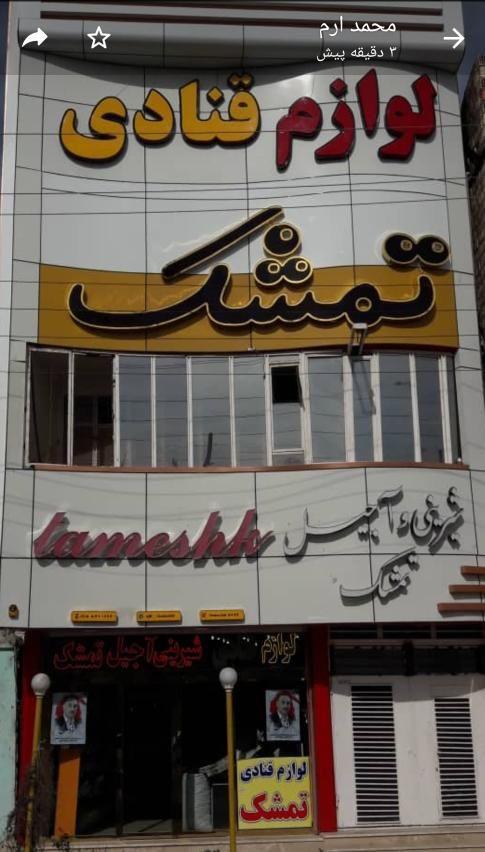 محمد ارم
۳ دقیقه پیش
لوازم قنادی
تمشک
شیرینی و آجیل
tameshk
تمشک
لوازم
شیرینی آجیل تمشک
لوازم قنادی
تمشک